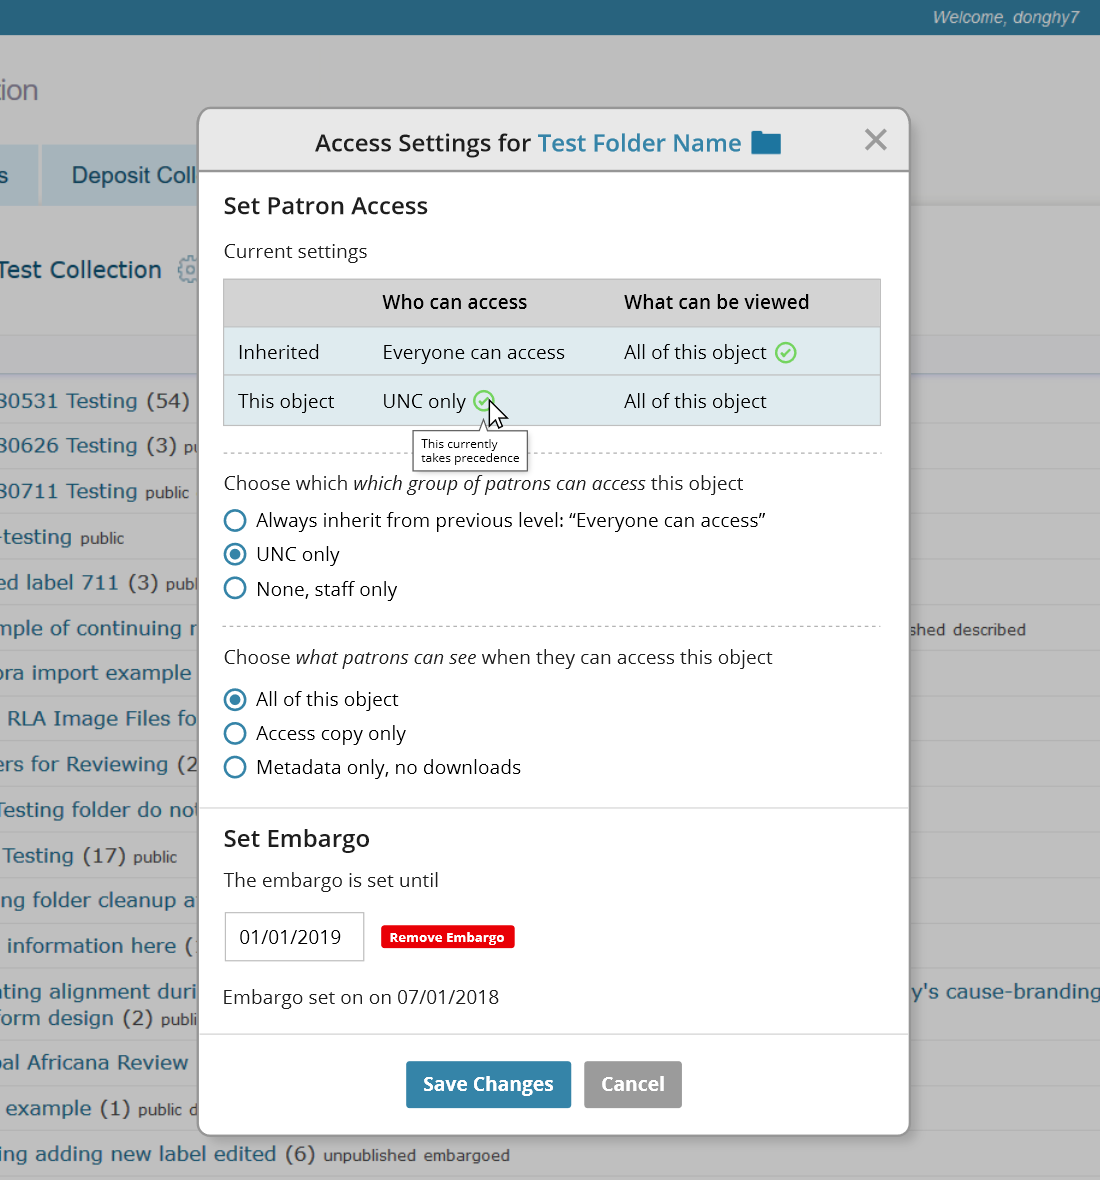 Welcome, donghy7
tion
s
Deposit Coll
Access Settings for Test Folder Name
Set Patron Access
Current settings
Who can access What can be viewed
Inherited Everyone can access All of this object
This object UNC only All of this object
This currently
takes precedence
Choose which which group of patrons can access this object
Always inherit from previous level: “Everyone can access”
UNC only
None, staff only
Choose what patrons can see when they can access this object
All of this object
Access copy only
Metadata only, no downloads
Set Embargo
The embargo is set until
01/01/2019 Remove Embargo
Embargo set on on 07/01/2018
Save Changes Cancel
Test Collection
80531 Testing (54)
80626 Testing (3) pu
80711 Testing public
-testing public
ed label 711 (3) publ
mple of continuing r
shed described
ora import example
RLA Image Files fo
ers for Reviewing (2
Testing folder do not
Testing (17) public
ng folder cleanup a
information here (
ating alignment duri
y's cause-branding
form design (2) publi
bal Africana Review
example (1) public d
ing adding new label edited (6) unpublished embargoed